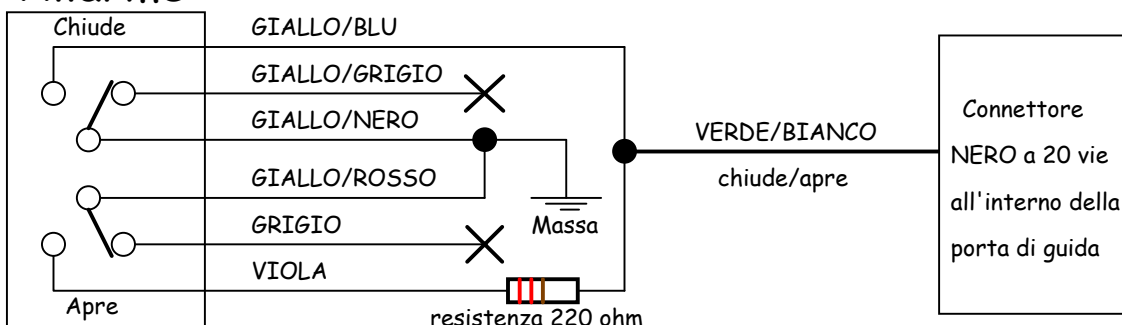 Chiude
GIALLO/BLU
GIALLO/GRIGIO
GIALLO/NERO
GIALLO/ROSSO
GRIGIO
VIOLA
Apre
Massa
resistenza 220 ohm
VERDE/BIANCO
chiude/apre
Connettore
NERO a 20 vie
all'interno della
porta di guida